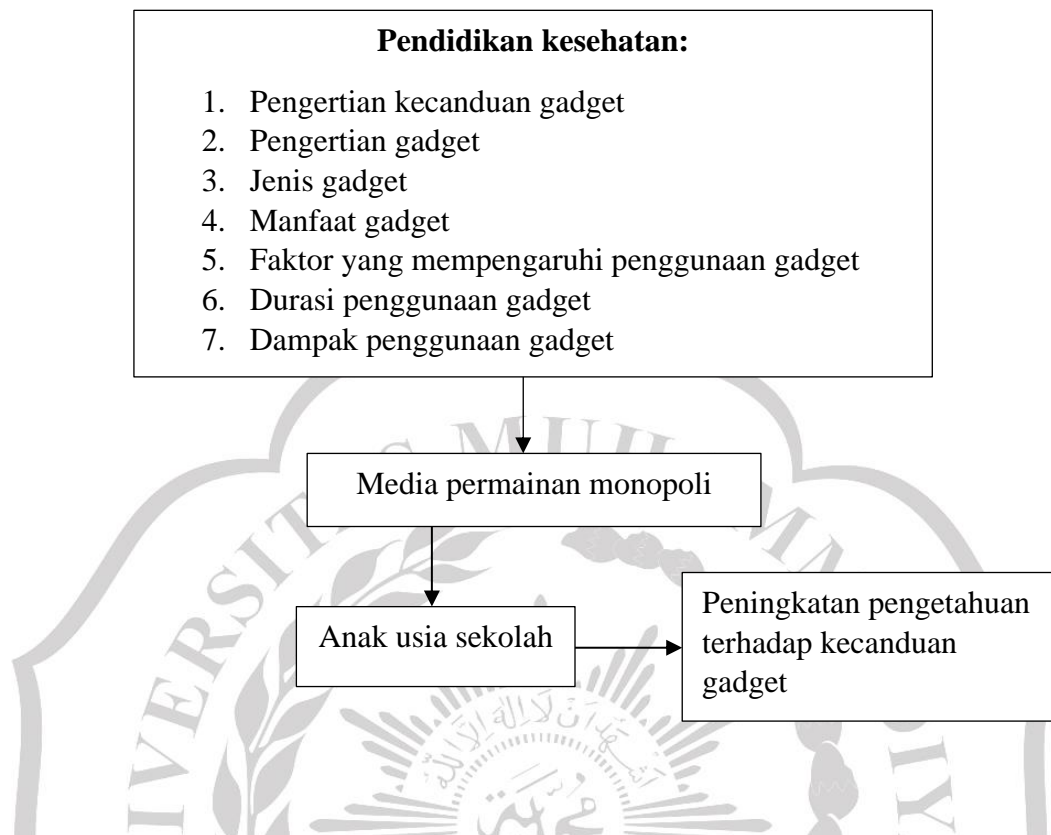 Pendidikan kesehatan:
1. Pengertian kecanduan gadget
2. Pengertian gadget
3. Jenis gadget
4. Manfaat gadget
5. Faktor yang mempengaruhi penggunaan gadget
6. Durasi penggunaan gadget
7. Dampak penggunaan gadget
Media permainan monopoli
Anak usia sekolah
Peningkatan pengetahuan
terhadap kecanduan
gadget